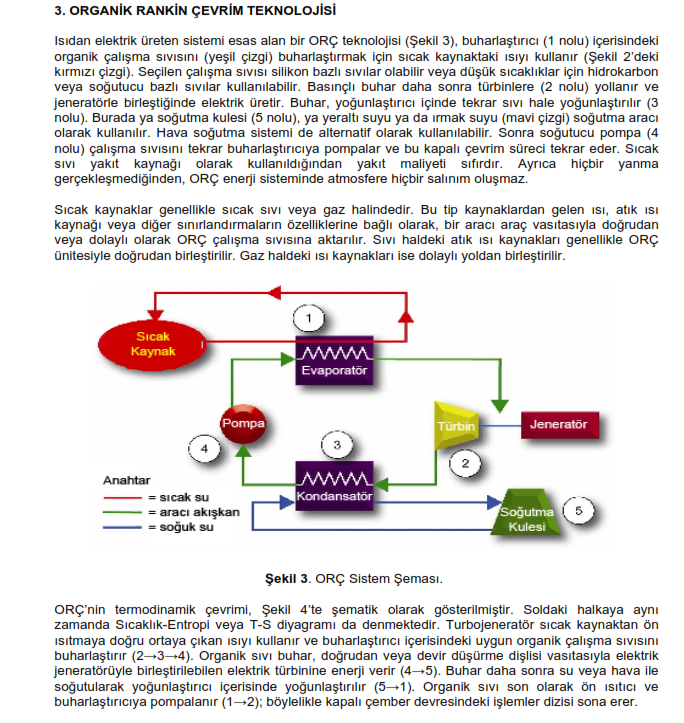 3. ORGANİK RANKİN ÇEVRİM TEKNOLOJİSİ
Isıdan elektrik üreten sistemi esas alan bir ORÇ teknolojisi (Şekil 3), buharlaştırıcı (1 nolu) içerisindeki
organik çalışma sıvısını (yeşil çizgi) buharlaştırmak için sıcak kaynaktaki ısıyı kullanır (Şekil 2'deki
kırmızı çizgi). Seçilen çalışma sıvısı silikon bazlı sıvılar olabilir veya düşük sıcaklıklar için hidrokarbon
veya soğutucu bazlı sıvılar kullanılabilir. Basınçlı buhar daha sonra türbinlere (2 nolu) yollanır ve
jeneratörle birleştiğinde elektrik üretir. Buhar, yoğunlaştırıcı içinde tekrar sıvı hale yoğunlaştırılır (3
nolu). Burada ya soğutma kulesi (5 nolu), ya yeraltı suyu ya da ırmak suyu (mavi çizgi) soğutma aracı
olarak kullanılır. Hava soğutma sistemi de alternatif olarak kullanılabilir. Sonra soğutucu pompa (4
nolu) çalışma sıvısını tekrar buharlaştırıcıya pompalar ve bu kapalı çevrim süreci tekrar eder. Sıcak
sıvı yakıt kaynağı olarak kullanıldığından yakıt maliyeti sıfırdır. Ayrıca hiçbir yanma
gerçekleşmediğinden, ORÇ enerji sisteminde atmosfere hiçbir salınım oluşmaz.
Sıcak kaynaklar genellikle sıcak sıvı veya gaz halindedir. Bu tip kaynaklardan gelen ısı, atık ısı
kaynağı veya diğer sınırlandırmaların özelliklerine bağlı olarak, bir aracı araç vasıtasıyla doğrudan
veya dolaylı olarak ORÇ çalışma sıvısına aktarılır. Sıvı haldeki atık ısı kaynakları genellikle ORÇ
ünitesiyle doğrudan birleştirilir. Gaz haldeki ısı kaynakları ise dolaylı yoldan birleştirilir.
1
Sıcak
Kaynak
Evaporatör
Pompa
Türbin
Jeneratör
4
3
2
Anahtar
Kondansatör
= sıcak su
= aracı akışkan
= soğuk su
Soğutma
Kulesi
5
Şekil 3. ORÇ Sistem Şeması.
ORÇ'nin termodinamik çevrimi, Şekil 4'te şematik olarak gösterilmiştir. Soldaki halkaya aynı
zamanda Sıcaklık-Entropi veya T-S diyagramı da denmektedir. Turbojeneratör sıcak kaynaktan ön
ısıtmaya doğru ortaya çıkan ısıyı kullanır ve buharlaştırıcı içerisindeki uygun organik çalışma sıvısını
buharlaştırır (2→3→4). Organik sıvı buhar, doğrudan veya devir düşürme dişlisi vasıtasıyla elektrik
jeneratörüyle birleştirilebilen elektrik türbinine enerji verir (4→5). Buhar daha sonra su veya hava ile
soğutularak yoğunlaştırıcı içerisinde yoğunlaştırılır (5→1). Organik sıvı son olarak ön ısıtıcı ve
buharlaştırıcıya pompalanır (1→2); böylelikle kapalı çember devresindeki işlemler dizisi sona erer.